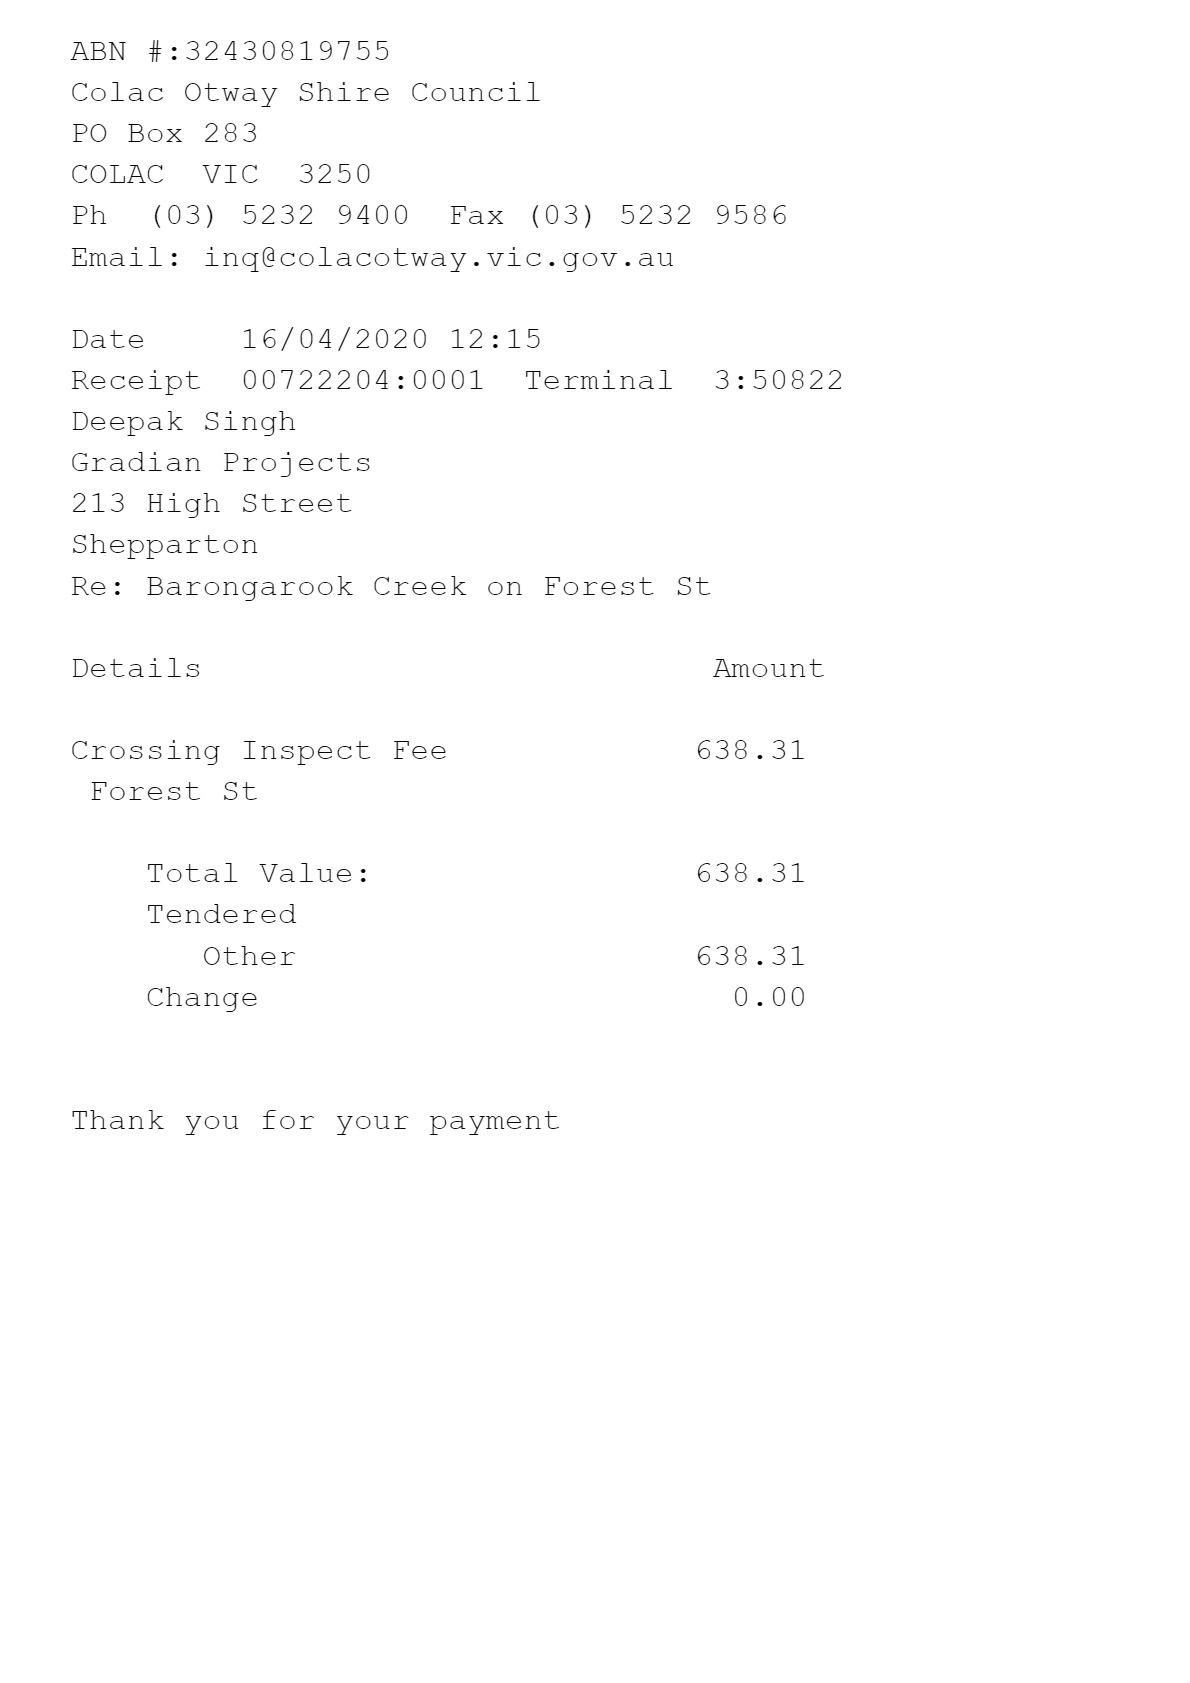 ABN #:32430819755
Colac Otway Shire Council
PO Box 283
COLAC  VIC  3250
Ph  (03) 5232 9400  Fax (03) 5232 9586
Email: inq@colacotway.vic.gov.au
Date     16/04/2020 12:15
Receipt  00722204:0001  Terminal  3:50822
Deepak Singh
Gradian Projects
213 High Street
Shepparton
Re: Barongarook Creek on Forest St
Details                           Amount
Crossing Inspect Fee             638.31
 Forest St
    Total Value:                 638.31
    Tendered
       Other                     638.31
    Change                         0.00
Thank you for your payment